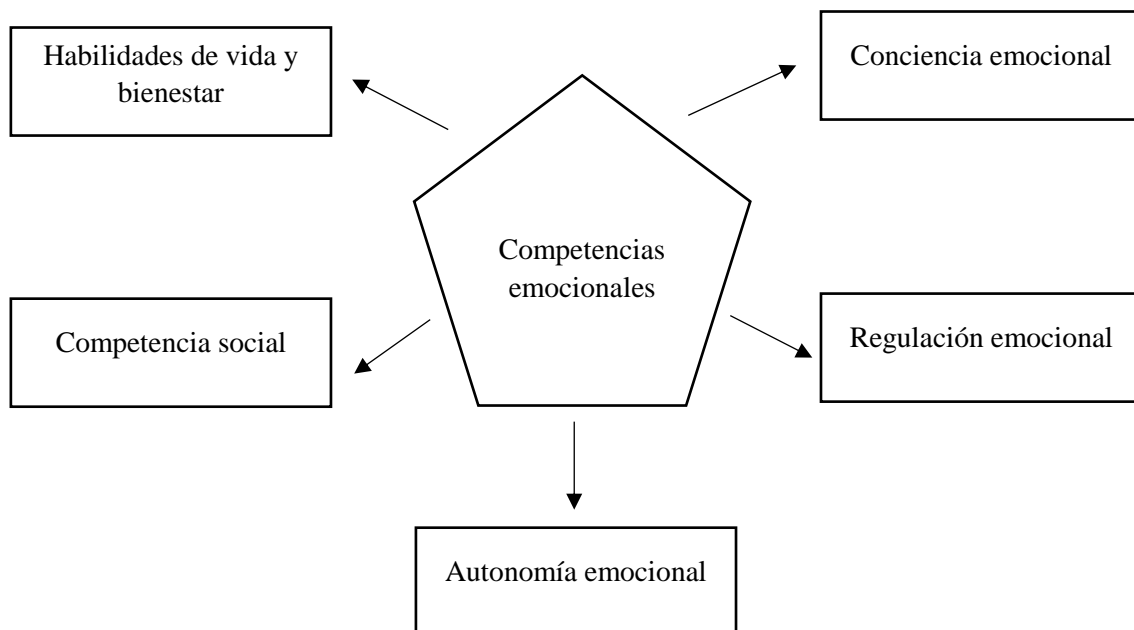 Habilidades de vida y
bienestar
Conciencia emocional
Competencias
emocionales
Competencia social
Regulación emocional
Autonomía emocional